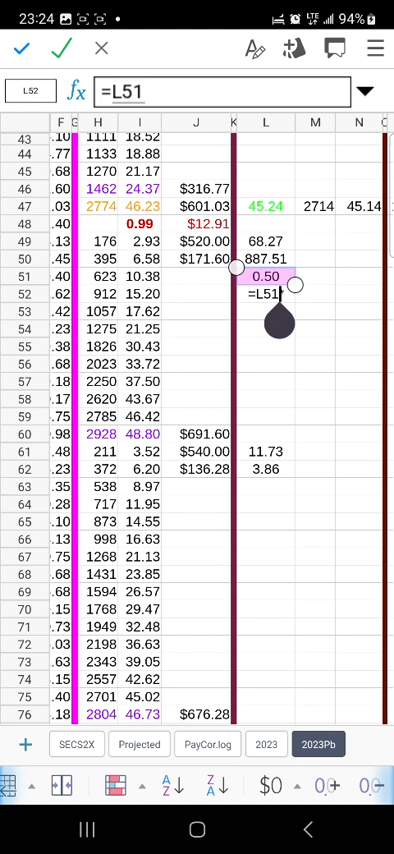 23:24 LTE 94%
L52 fx =L51
F G H I J K L M N O
43 .10 1111 18.52
44 .77 1133 18.88
45 .68 1270 21.17
46 .60 1462 24.37 $316.77
47 .03 2774 46.23 $601.03 45.24 2714 45.14
48 .40 0.99 $12.91
49 .13 176 2.93 $520.00 68.27
50 .45 395 6.58 $171.60 887.51
51 .40 623 10.38 0.50
52 .62 912 15.20 =L51
53 .42 1057 17.62
54 .23 1275 21.25
55 .38 1826 30.43
56 .68 2023 33.72
57 .18 2250 37.50
58 .17 2620 43.67
59 .75 2785 46.42
60 .98 2928 48.80 $691.60
61 .48 211 3.52 $540.00 11.73
62 .23 372 6.20 $136.28 3.86
63 .35 538 8.97
64 .28 717 11.95
65 .10 873 14.55
66 .13 998 16.63
67 .75 1268 21.13
68 .68 1431 23.85
69 .68 1594 26.57
70 .15 1768 29.47
71 .73 1949 32.48
72 .03 2198 36.63
73 .63 2343 39.05
74 .15 2557 42.62
75 .40 2701 45.02
76 .18 2804 46.73 $676.28
+ SECS2X Projected PayCor.log 2023 2023Pb
A Z Z A $0 0+ 0-